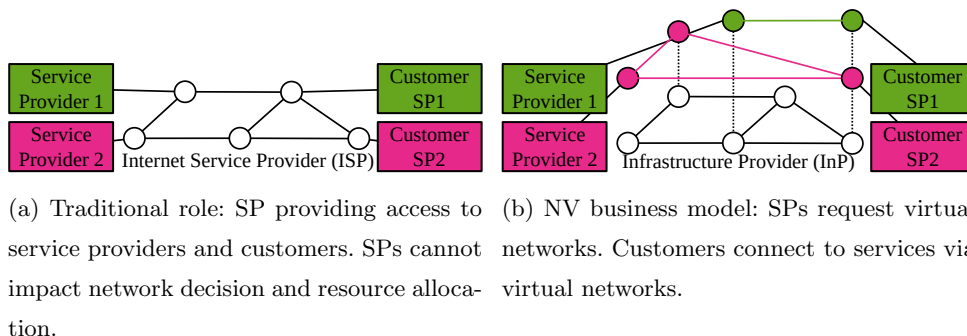 Service
Provider 1
Customer
SP1
Service
Provider 2
Customer
SP2
Internet Service Provider (ISP)
Service
Provider 1
Customer
SP1
Service
Provider 2
Customer
SP2
Infrastructure Provider (InP)
(a) Traditional role: SP providing access to
service providers and customers. SPs cannot
impact network decision and resource alloca-
tion.
(b) NV business model: SPs request virtua
networks. Customers connect to services via
virtual networks.